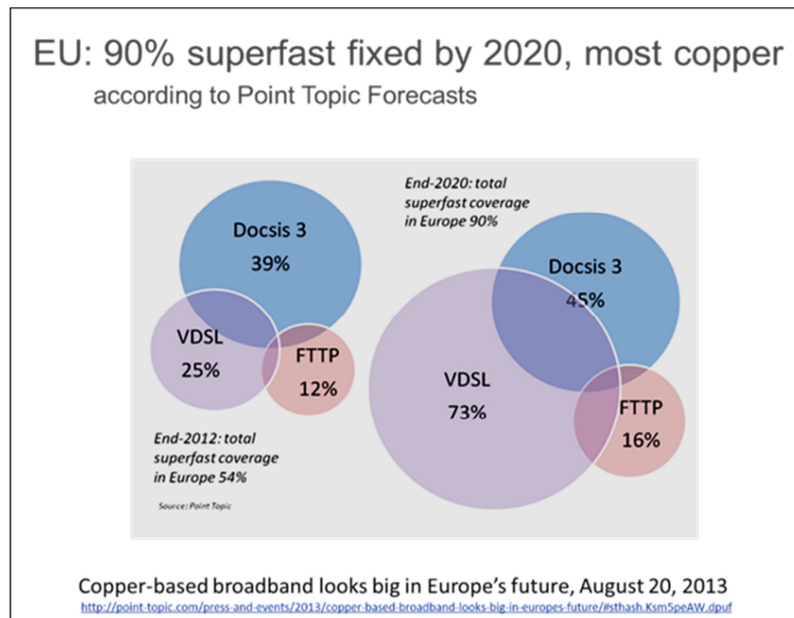 EU: 90% superfast fixed by 2020, most copper
according to Point Topic Forecasts
Docsis 3
39%
VDSL
25%
FTTP
12%
End-2012: total
superfast coverage
in Europe 54%
Source: Point Topic
End-2020: total
superfast coverage
in Europe 90%
Docsis 3
45%
VDSL
73%
FTTP
16%
Copper-based broadband looks big in Europe's future, August 20, 2013
http://point-topic.com/press-and-events/2013/copper-based-broadband-looks-big-in-europes-future/#sthash.Ksm5peAW.dpuf